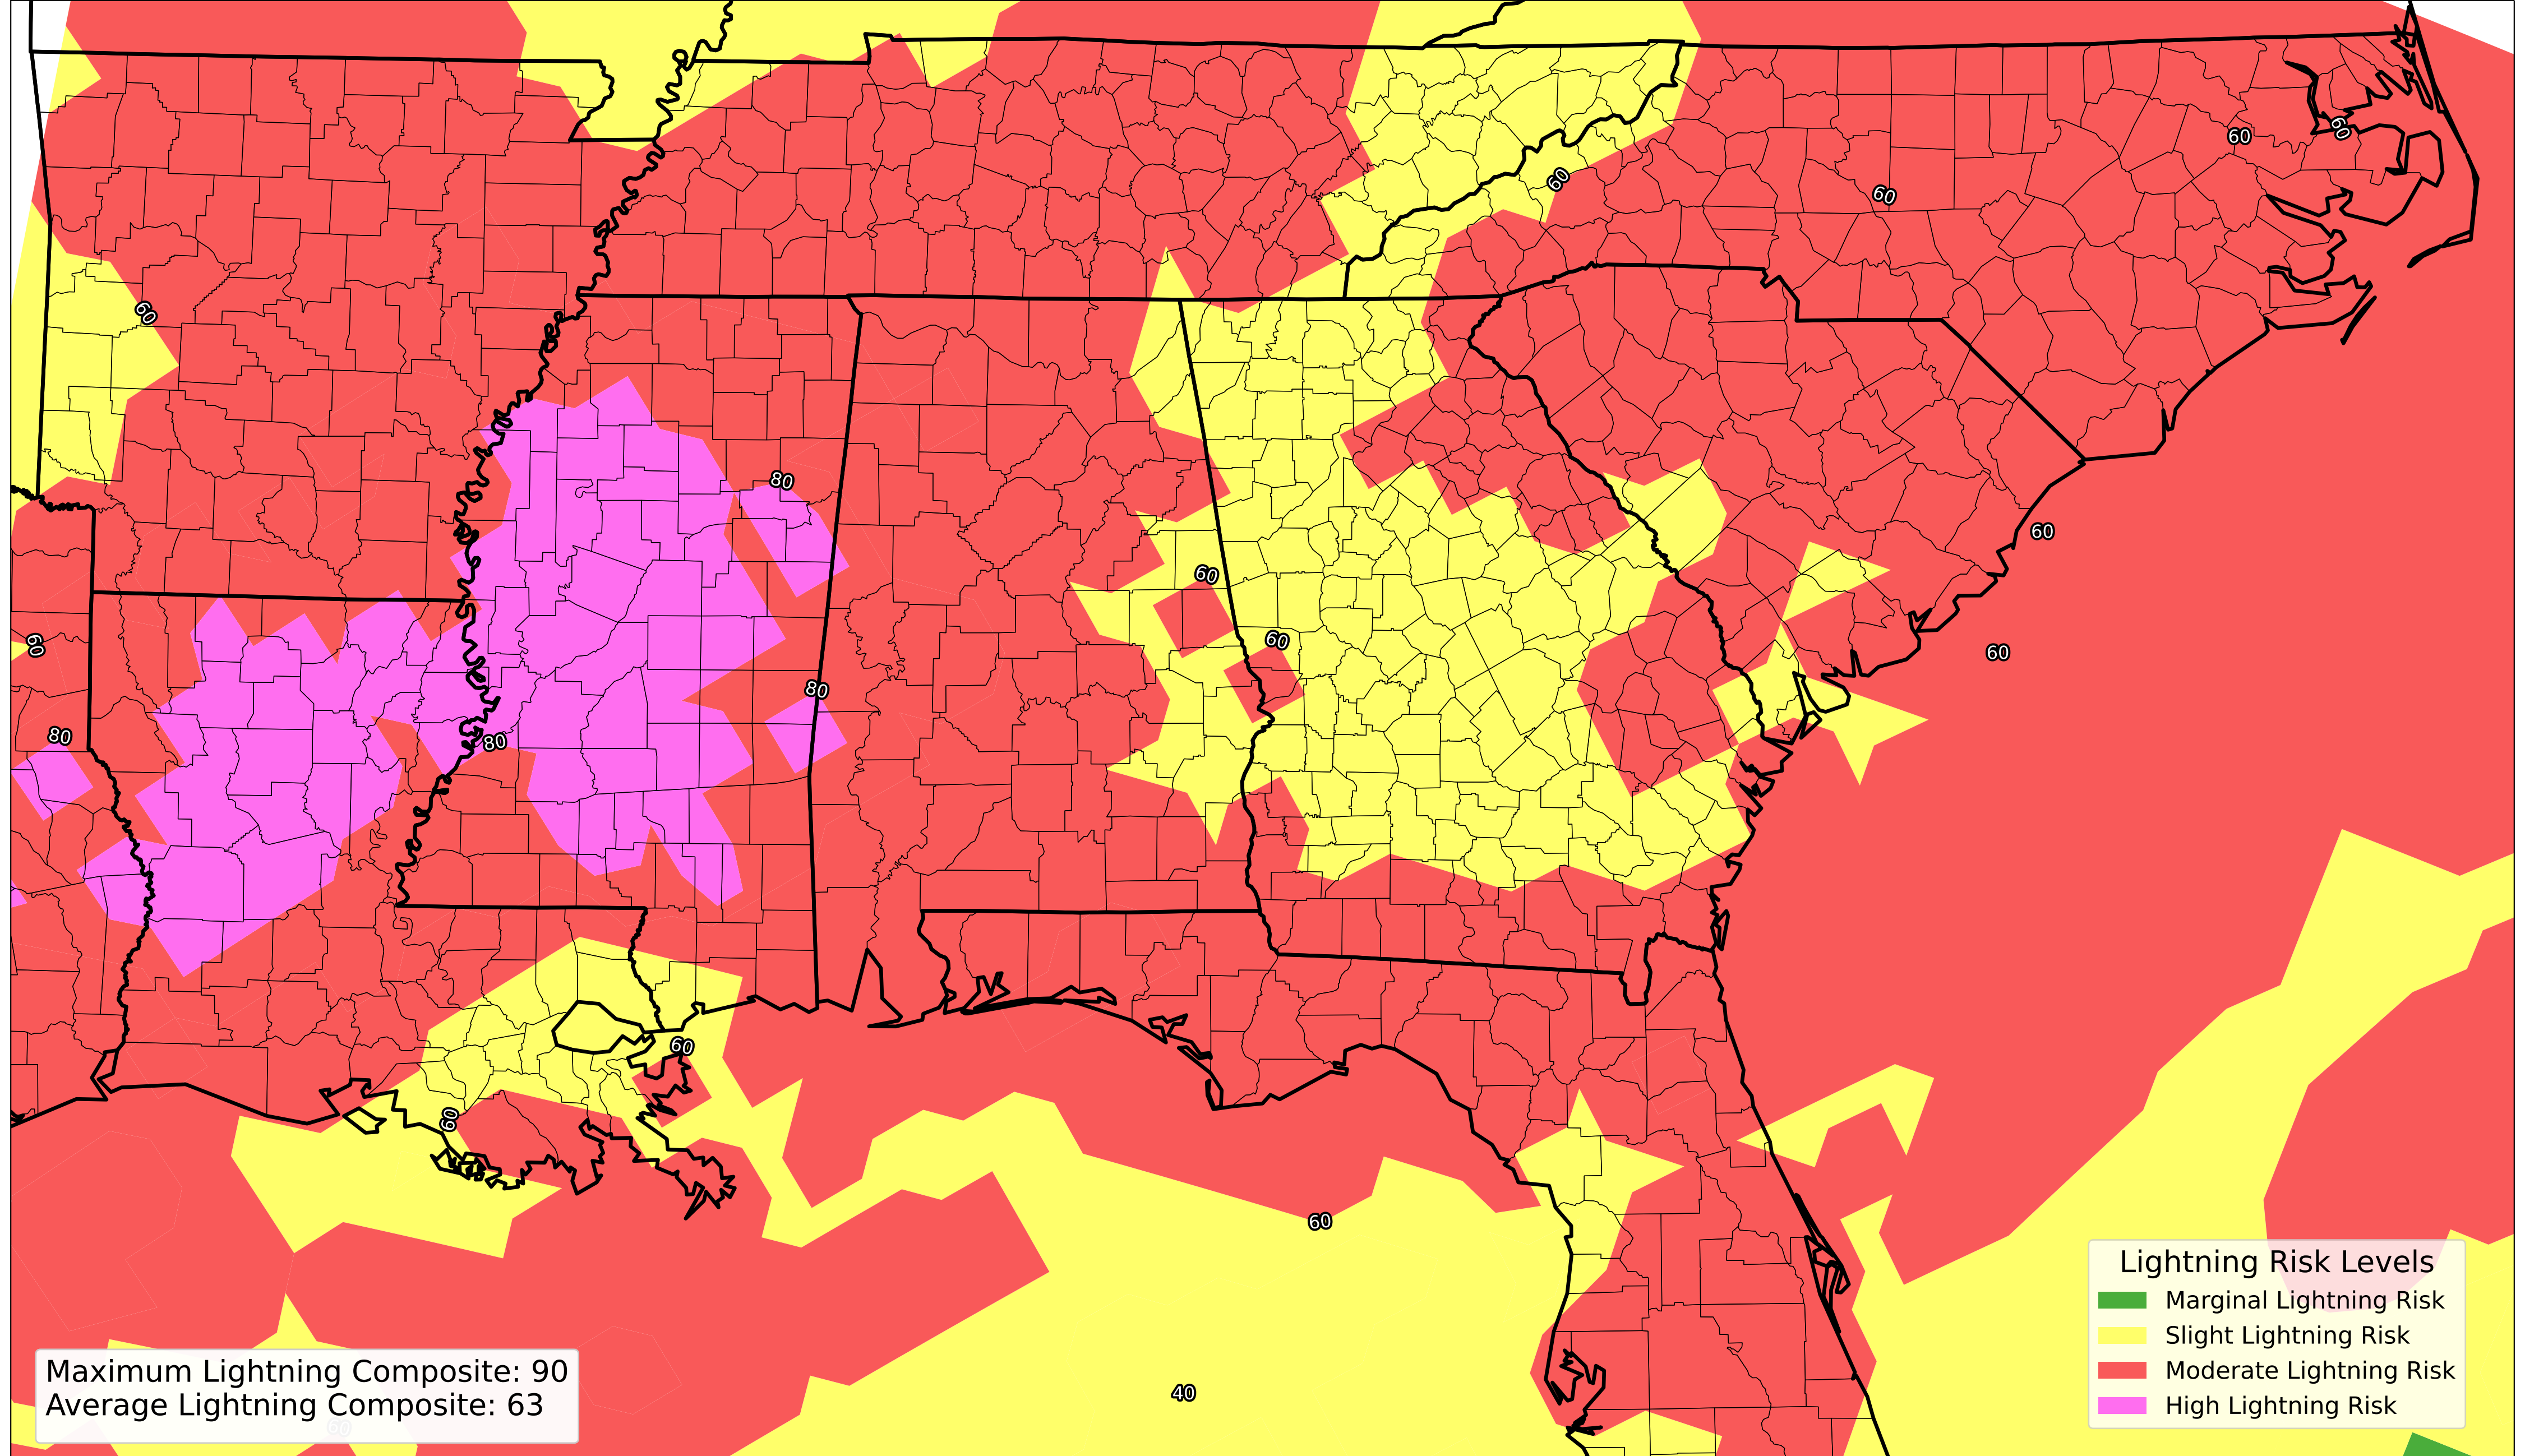 60
60
60
60
60
80
60
60
60
60
60
80
80
80
60
60
60
40
60
Lightning Risk Levels
Marginal Lightning Risk
Slight Lightning Risk
Moderate Lightning Risk
High Lightning Risk
Maximum Lightning Composite: 90
Average Lightning Composite: 63